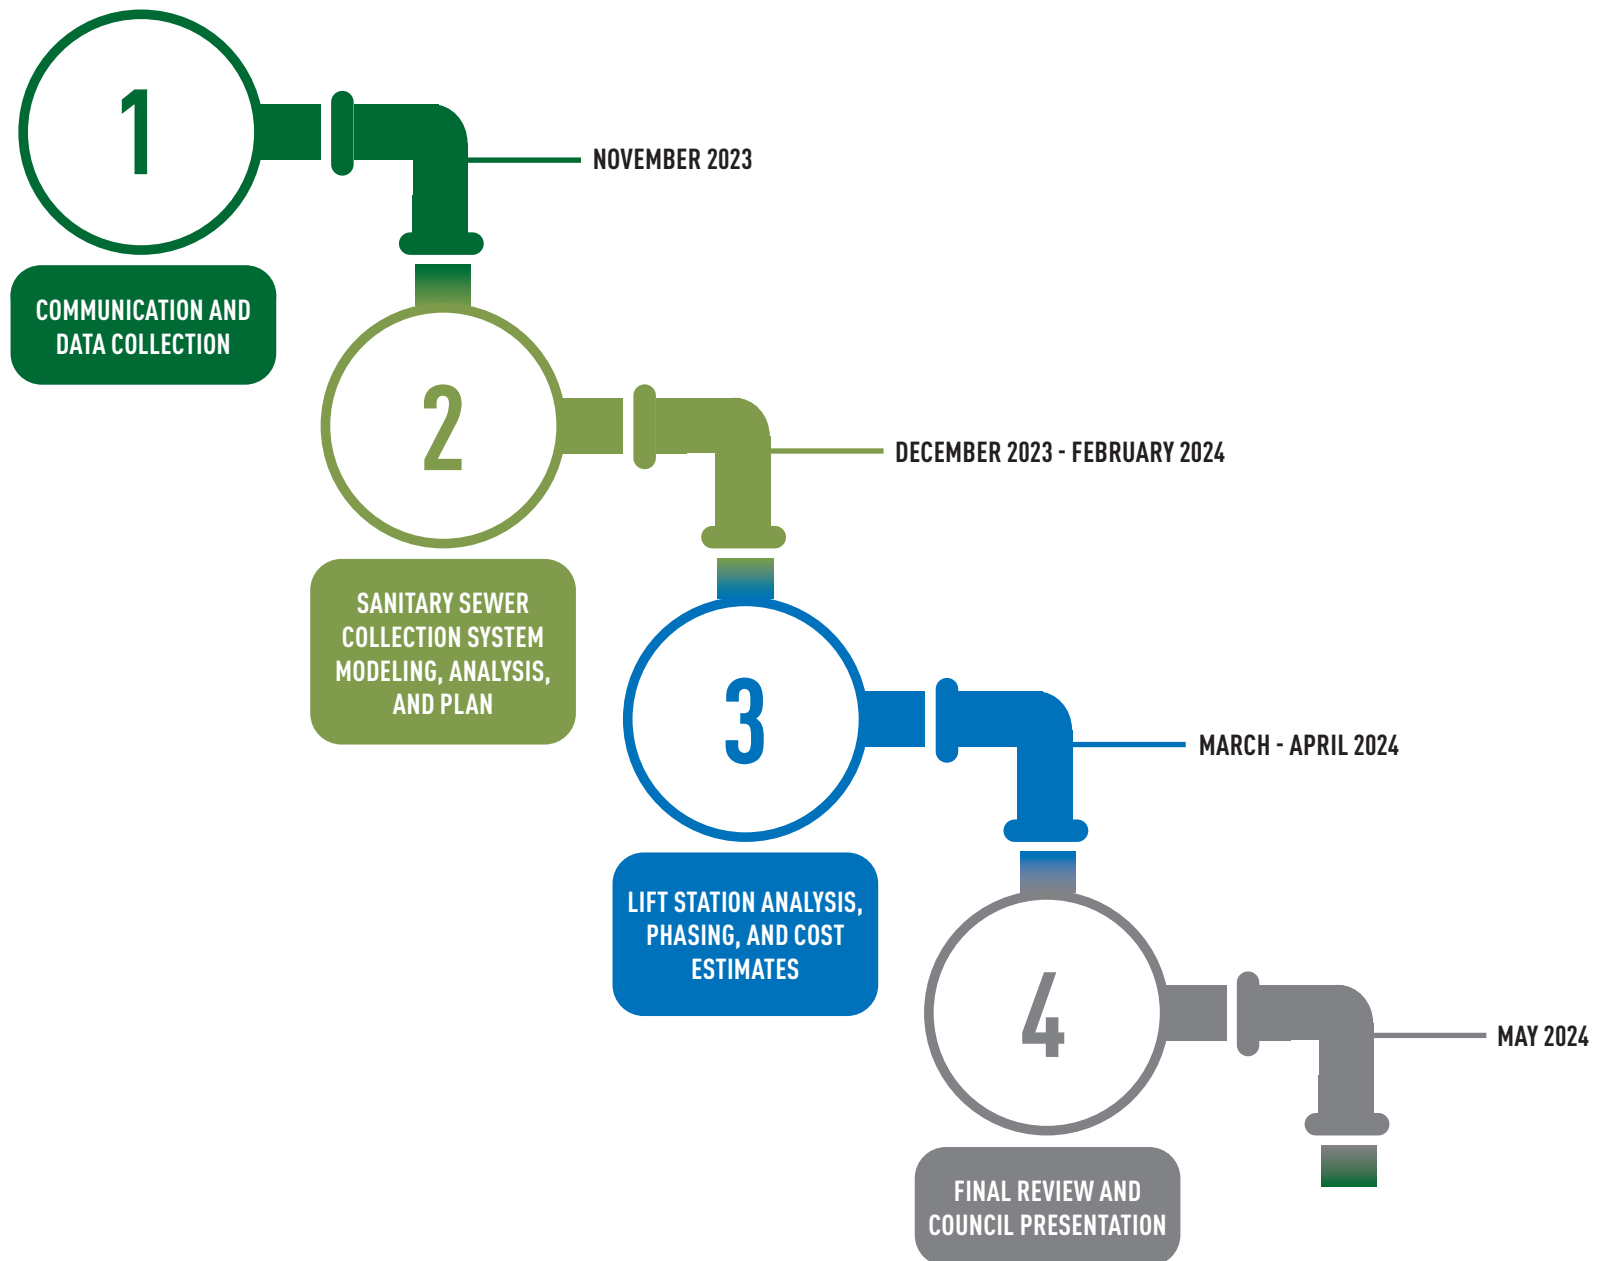 1
NOVEMBER 2023
COMMUNICATION AND
DATA COLLECTION
2
DECEMBER 2023 - FEBRUARY 2024
SANITARY SEWER
COLLECTION SYSTEM
MODELING, ANALYSIS,
AND PLAN
3
MARCH - APRIL 2024
LIFT STATION ANALYSIS,
PHASING, AND COST
ESTIMATES
4
MAY 2024
FINAL REVIEW AND
COUNCIL PRESENTATION